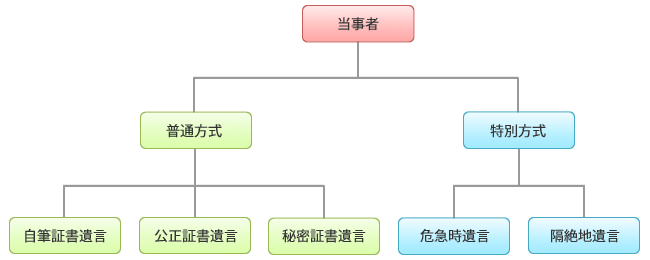 当事者
普通方式
特別方式
自筆証書遺言
公正証書遺言
秘密証書遺言
危急時遺言
隔絶地遺言